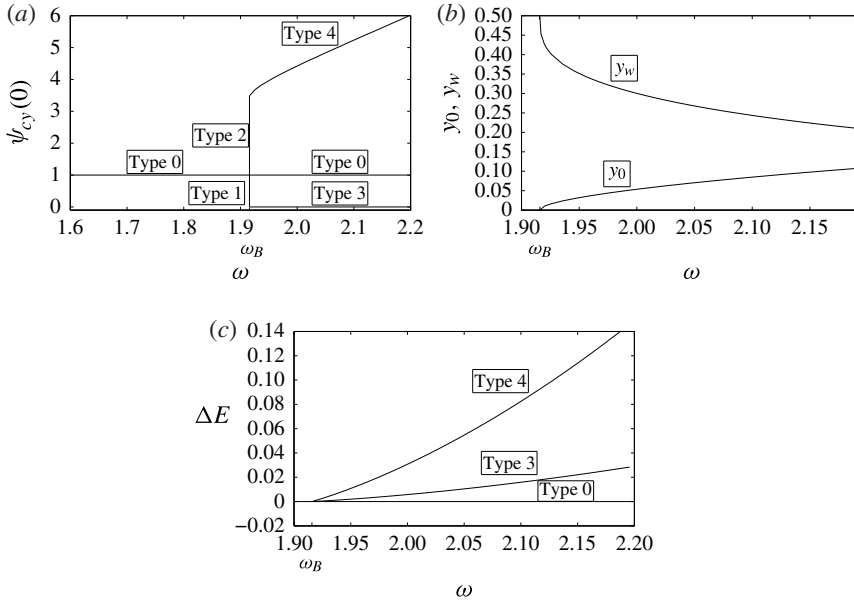 (a)
6
5
4
3
2
1
0
ψcy(0)
Type 4
Type 2
Type 0
Type 0
Type 1
Type 3
1.6 1.7 1.8 1.9 2.0 2.1 2.2
ωB
ω
(b)
0.50
0.45
0.40
0.35
0.30
0.25
0.20
0.15
0.10
0.05
0
y0, yw
yw
y0
1.90 1.95 2.00 2.05 2.10 2.15
ωB
ω
(c)
0.14
0.12
0.10
0.08
0.06
0.04
0.02
0
−0.02
ΔE
Type 4
Type 3
Type 0
1.90 1.95 2.00 2.05 2.10 2.15 2.20
ωB
ω